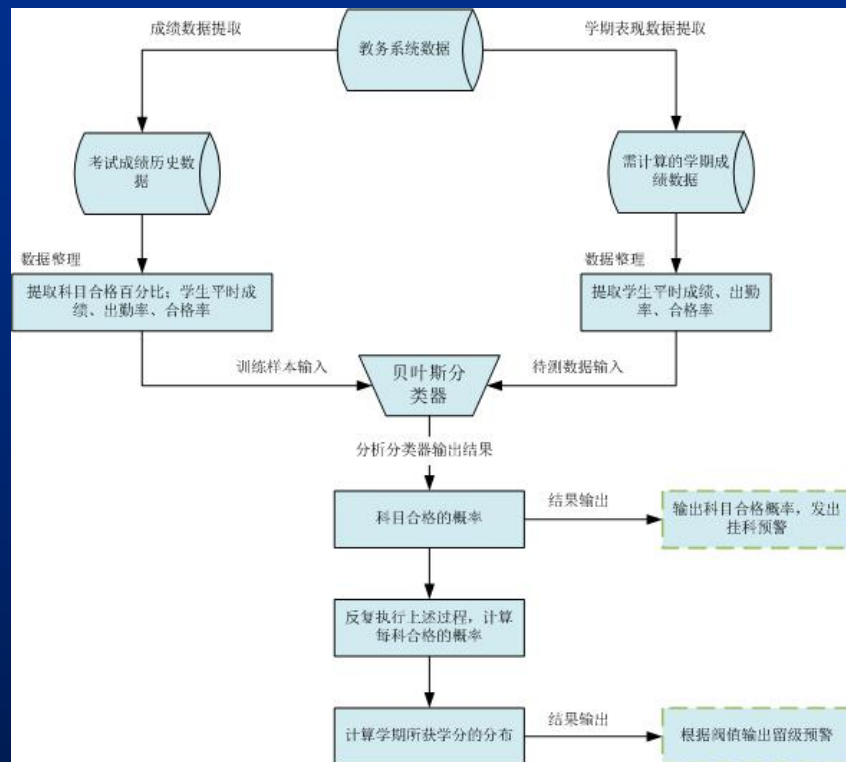 成绩数据提取
教务系统数据
学期表现数据提取
考试成绩历史数
据
需计算的学期成
绩数据
数据整理
数据整理
提取科目合格百分比；学生平时成
绩、出勤率、合格率
提取学生平时成绩、出勤
率、合格率
训练样本输入
贝叶斯分
类器
待测数据输入
分析分类器输出结果
科目合格的概率
结果输出
输出科目合格概率，发出
挂科预警
反复执行上述过程，计算
每科合格的概率
计算学期所获学分的分布
结果输出
根据阀值输出留级预警